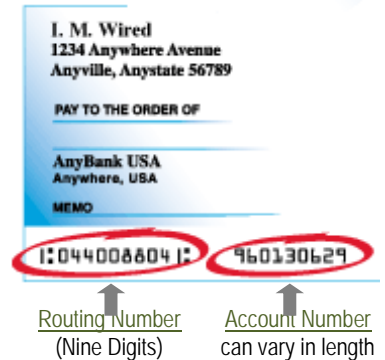 I. M. Wired
1234 Anywhere Avenue
Anyville, Anystate 56789
PAY TO THE ORDER OF
AnyBank USA
Anywhere, USA
MEMO
⑆044008804⑆ 960130629
Routing Number Account Number
(Nine Digits) can vary in length